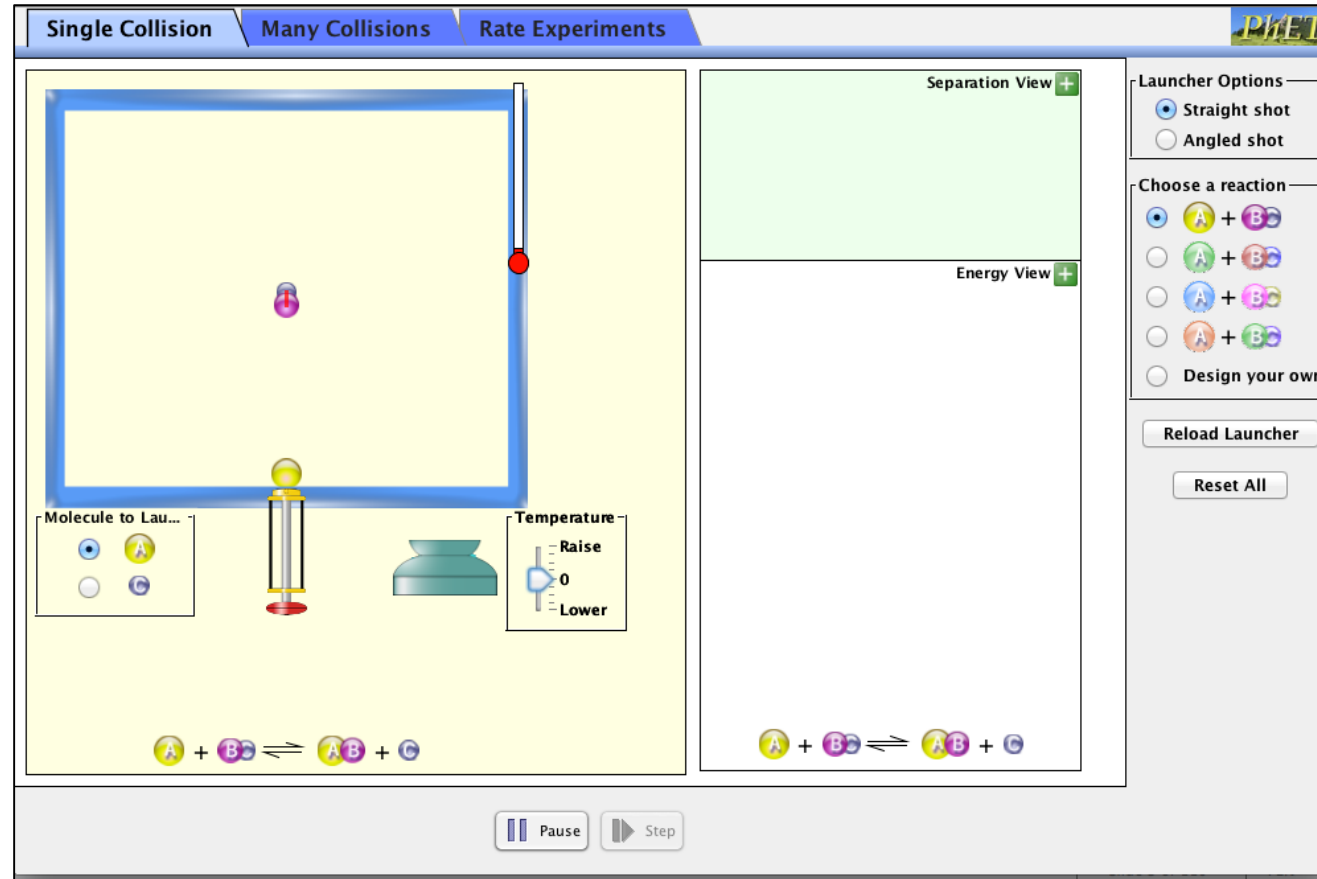 Single Collision
Many Collisions
Rate Experiments
PhET
Separation View +
Energy View +
Launcher Options
Straight shot
Angled shot
Choose a reaction
A + BC
A + BC
A + BC
A + BC
Design your own
Reload Launcher
Reset All
Molecule to Lau...
A
C
Temperature
Raise
0
Lower
A + BC ⇌ AB + C
A + BC ⇌ AB + C
Pause
Step